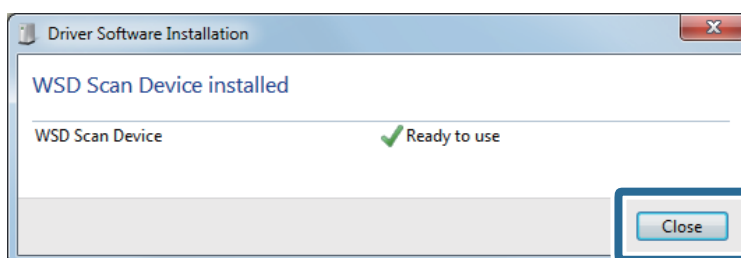 Driver Software Installation
WSD Scan Device installed
WSD Scan Device Ready to use
Close